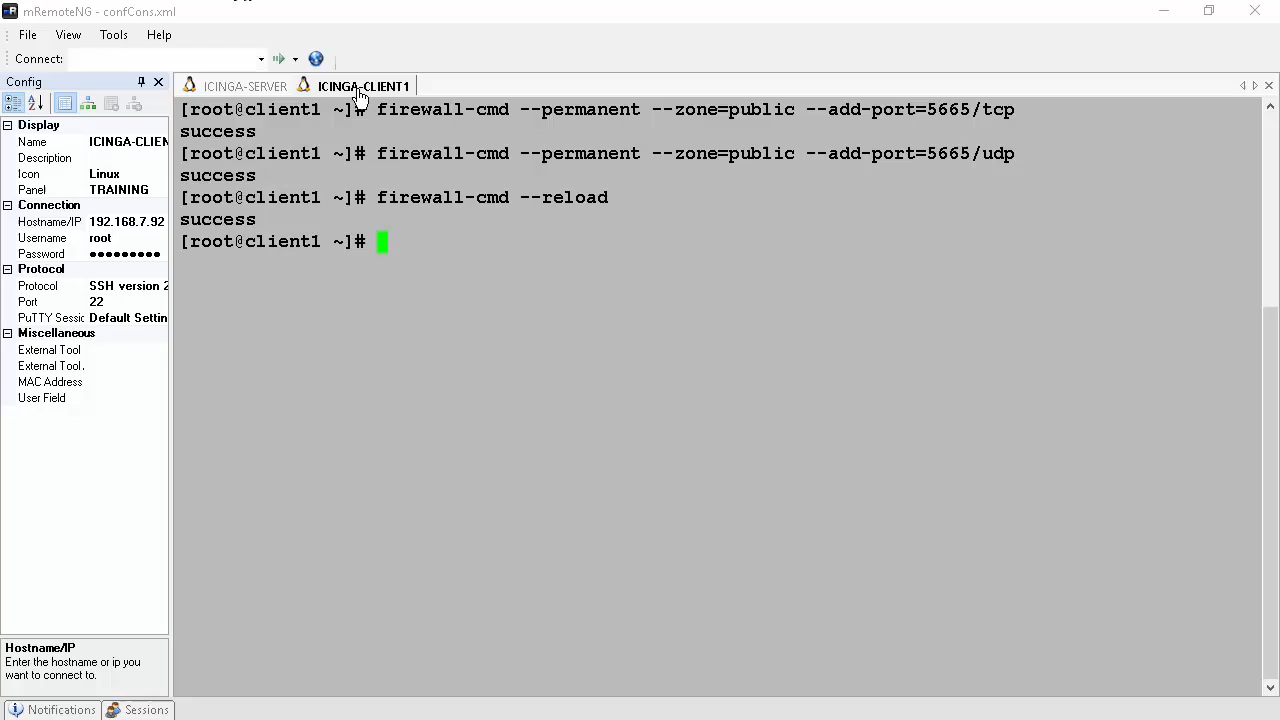 mRemoteNG - confCons.xml
File View Tools Help
Connect:
Config
ICINGA-SERVER ICINGA-CLIENT1
Display
Name ICINGA-CLIEN
Description
Icon Linux
Panel TRAINING
Connection
Hostname/IP 192.168.7.92
Username root
Password ●●●●●●●●●
Protocol
Protocol SSH version 2
Port 22
PuTTY Sessic Default Settin
Miscellaneous
External Tool
External Tool.
MAC Address
User Field
[root@client1 ~]# firewall-cmd --permanent --zone=public --add-port=5665/tcp
success
[root@client1 ~]# firewall-cmd --permanent --zone=public --add-port=5665/udp
success
[root@client1 ~]# firewall-cmd --reload
success
[root@client1 ~]#
Hostname/IP
Enter the hostname or ip you
want to connect to.
Notifications Sessions